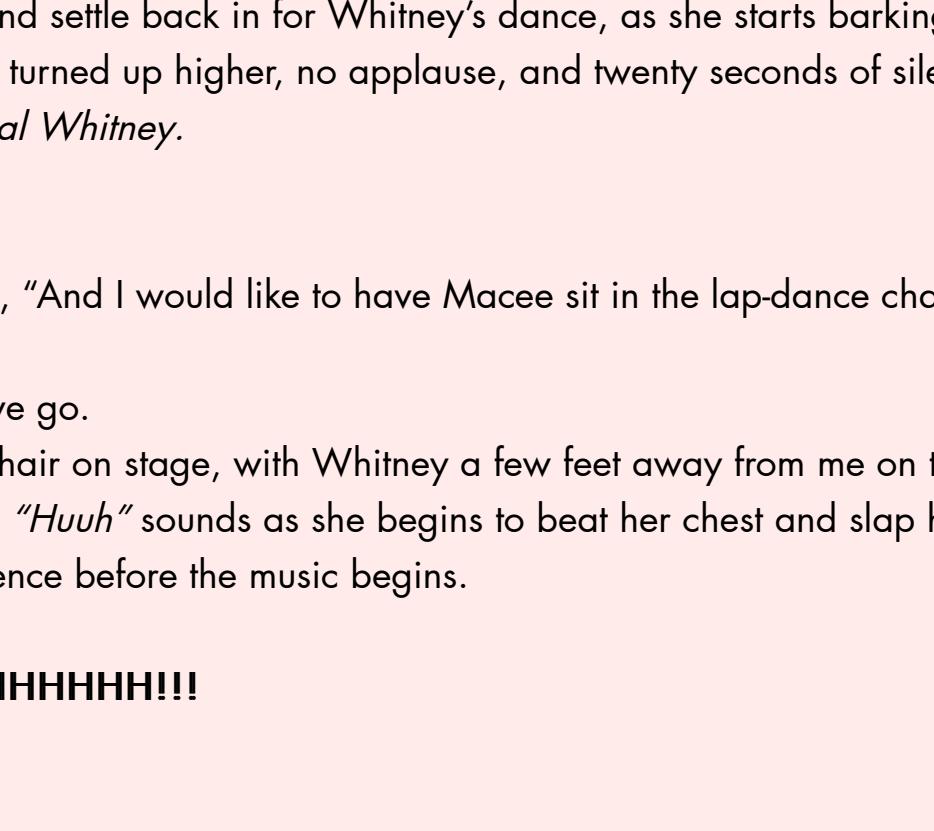 nd settle back in for Whitney’s dance, as she starts barking
turned up higher, no applause, and twenty seconds of sile
al Whitney.
, “And I would like to have Macee sit in the lap-dance cha
ve go.
hair on stage, with Whitney a few feet away from me on t
“Huuh” sounds as she begins to beat her chest and slap h
ence before the music begins.
HHHHHH!!!